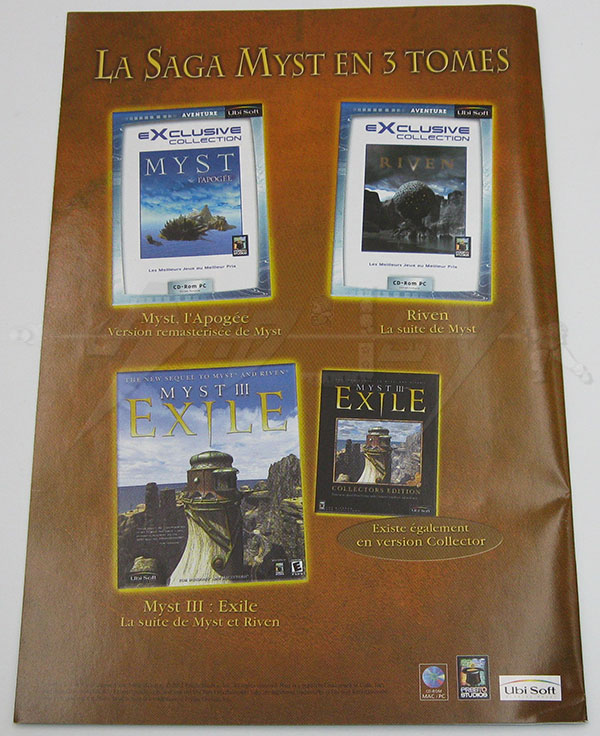 LA SAGA MYST EN 3 TOMES
AVENTURE Ubi Soft
eXCLUSIVE
COLLECTION
MYST
L'APOGÉE
Les Meilleurs Jeux au Meilleur Prix
CD-Rom PC
AVENTURE Ubi Soft
eXCLUSIVE
COLLECTION
RIVEN
Les Meilleurs Jeux au Meilleur Prix
CD-Rom PC
Myst, l'Apogée
Version remasterisée de Myst
Riven
La suite de Myst
THE NEW SEQUEL TO MYST AND RIVEN
MYST III
EXILE
Ubi Soft
MYST III
EXILE
COLLECTORS EDITION
Ubi Soft
Existe également
en version Collector
Myst III : Exile
La suite de Myst et Riven
CD-ROM
MAC / PC
PRESTO
STUDIOS
Ubi Soft